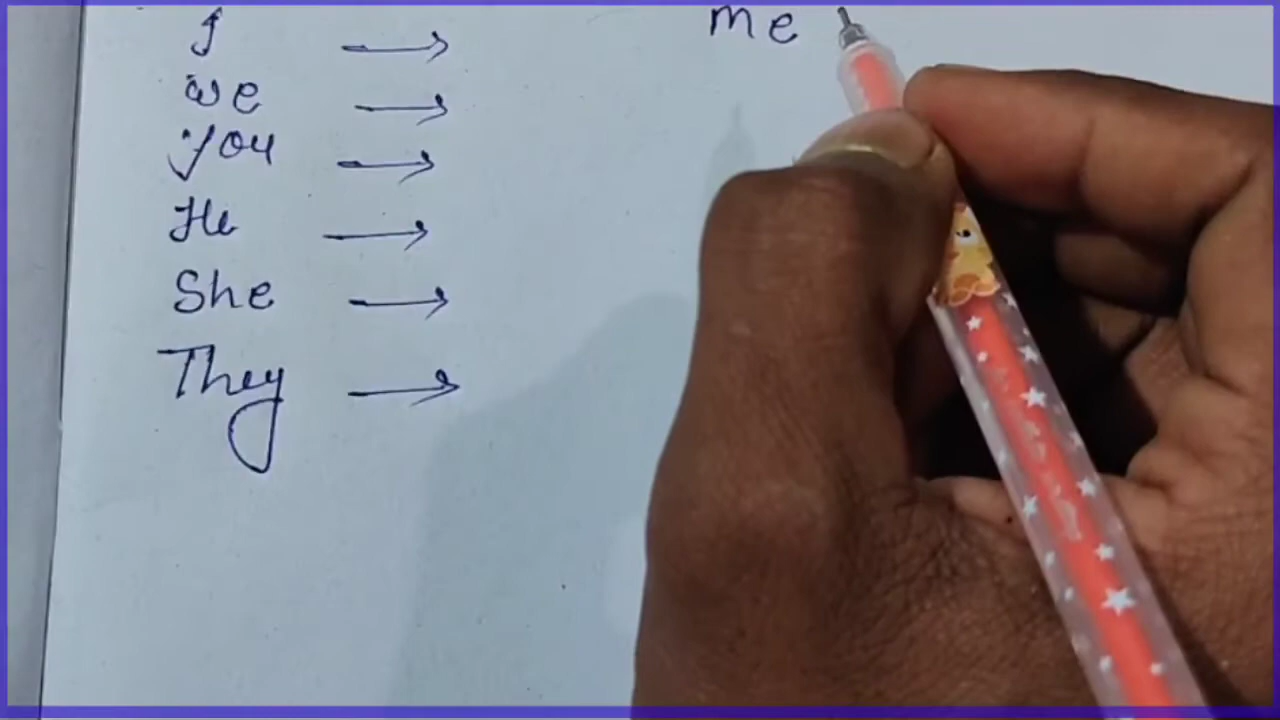 I → me
we →
you →
He →
She →
They →